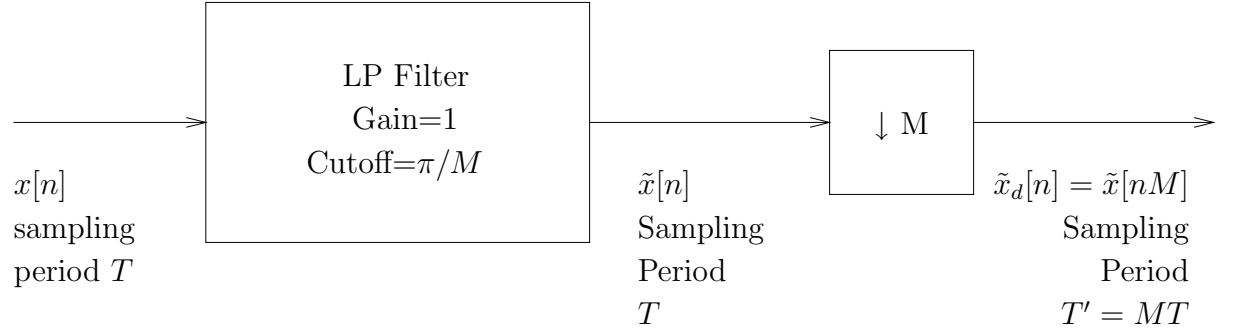 LP Filter
Gain=1
Cutoff=π/M
↓ M
x[n]
sampling
period T
x̃[n]
Sampling
Period
T
x̃_d[n] = x̃[nM]
Sampling
Period
T′ = MT